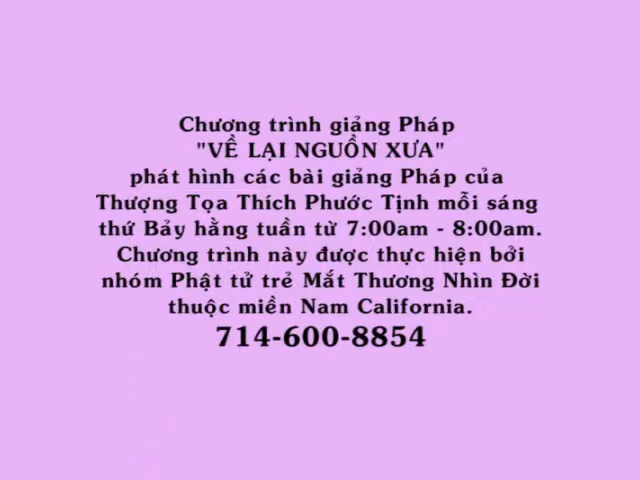 Chương trình giảng Pháp
"VỀ LẠI NGUỒN XƯA"
phát hình các bài giảng Pháp của
Thượng Tọa Thích Phước Tịnh mỗi sáng
thứ Bảy hằng tuần từ 7:00am - 8:00am.
Chương trình này được thực hiện bởi
nhóm Phật tử trẻ Mắt Thương Nhìn Đời
thuộc miền Nam California.
714-600-8854